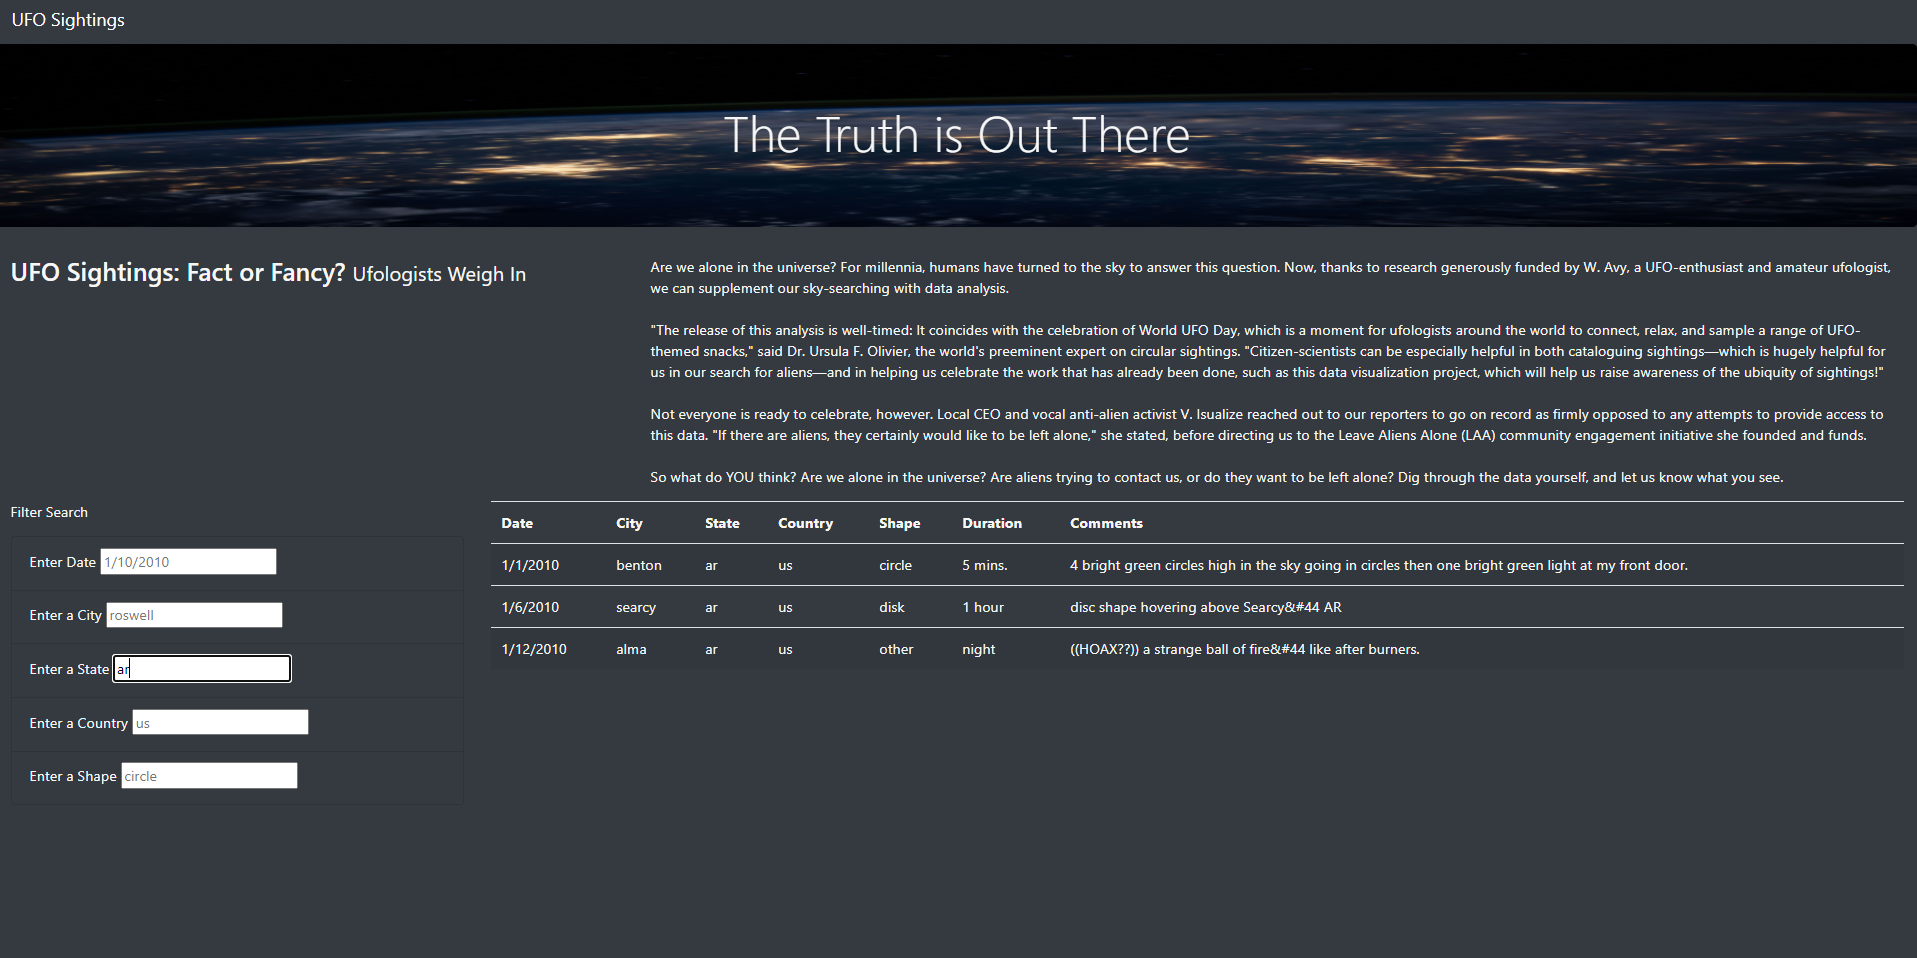 UFO Sightings
The Truth is Out There
UFO Sightings: Fact or Fancy? Ufologists Weigh In
Are we alone in the universe? For millennia, humans have turned to the sky to answer this question. Now, thanks to research generously funded by W. Avy, a UFO-enthusiast and amateur ufologist,
we can supplement our sky-searching with data analysis.
"The release of this analysis is well-timed: It coincides with the celebration of World UFO Day, which is a moment for ufologists around the world to connect, relax, and sample a range of UFO-
themed snacks," said Dr. Ursula F. Olivier, the world's preeminent expert on circular sightings. "Citizen-scientists can be especially helpful in both cataloguing sightings—which is hugely helpful for
us in our search for aliens—and in helping us celebrate the work that has already been done, such as this data visualization project, which will help us raise awareness of the ubiquity of sightings!"
Not everyone is ready to celebrate, however. Local CEO and vocal anti-alien activist V. Isualize reached out to our reporters to go on record as firmly opposed to any attempts to provide access to
this data. "If there are aliens, they certainly would like to be left alone," she stated, before directing us to the Leave Aliens Alone (LAA) community engagement initiative she founded and funds.
So what do YOU think? Are we alone in the universe? Are aliens trying to contact us, or do they want to be left alone? Dig through the data yourself, and let us know what you see.
Filter Search
Enter Date 1/10/2010
Enter a City roswell
Enter a State ar
Enter a Country us
Enter a Shape circle
Date City State Country Shape Duration Comments
1/1/2010 benton ar us circle 5 mins. 4 bright green circles high in the sky going in circles then one bright green light at my front door.
1/6/2010 searcy ar us disk 1 hour disc shape hovering above Searcy&#44 AR
1/12/2010 alma ar us other night ((HOAX??)) a strange ball of fire&#44 like after burners.